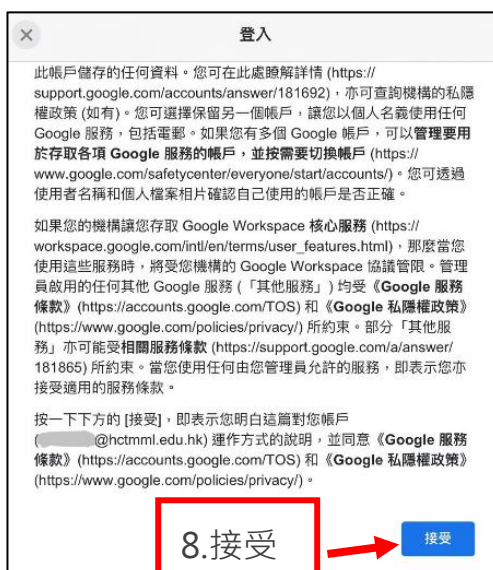 登入
此帳戶儲存的任何資料。您可在此處瞭解詳情 (https://
support.google.com/accounts/answer/181692)，亦可查詢機構的私隱
權政策 (如有)。您可選擇保留另一個帳戶，讓您以個人名義使用任何
Google 服務，包括電郵。如果您有多個 Google 帳戶，可以管理要用
於存取各項 Google 服務的帳戶，並按需要切換帳戶 (https://
www.google.com/safetycenter/everyone/start/accounts/)。您可透過
使用者名稱和個人檔案相片確認自己使用的帳戶是否正確。
如果您的機構讓您存取 Google Workspace 核心服務 (https://
workspace.google.com/intl/en/terms/user_features.html)，那麼當您
使用這些服務時，將受您機構的 Google Workspace 協議管限。管理
員啟用的任何其他 Google 服務 (「其他服務」) 均受《Google 服務
條款》(https://accounts.google.com/TOS) 和《Google 私隱權政策》
(https://www.google.com/policies/privacy/) 所約束。部分「其他服
務」亦可能受相關服務條款 (https://support.google.com/a/answer/
181865) 所約束。當您使用任何由您管理員允許的服務，即表示您亦
接受適用的服務條款。
按一下下方的 [接受]，即表示您明白這篇對您帳戶
( @hctmml.edu.hk) 運作方式的說明，並同意《Google 服務
條款》(https://accounts.google.com/TOS) 和《Google 私隱權政策》
(https://www.google.com/policies/privacy/)。
8.接受
接受